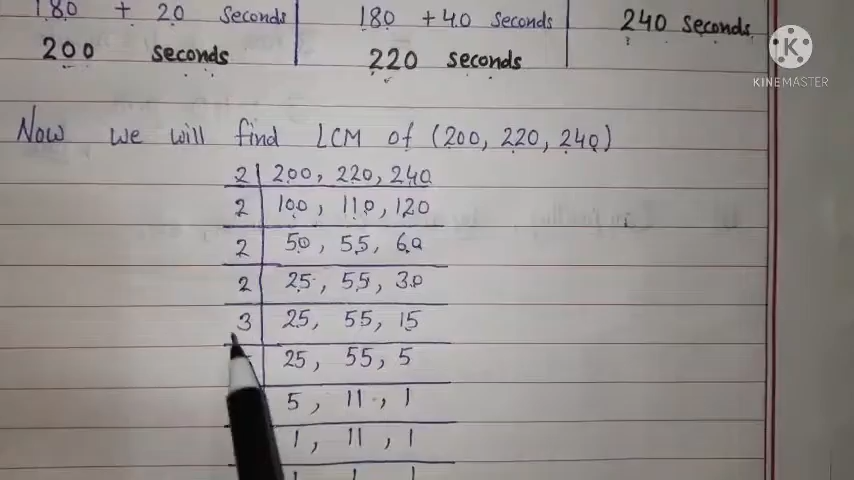 180 + 20 seconds 180 + 40 seconds 240 seconds
200 seconds 220 seconds
KINEMASTER
Now we will find LCM of (200, 220, 240)
2 200, 220, 240
2 100, 110, 120
2 50, 55, 60
2 25, 55, 30
3 25, 55, 15
25, 55, 5
5, 11, 1
1, 11, 1